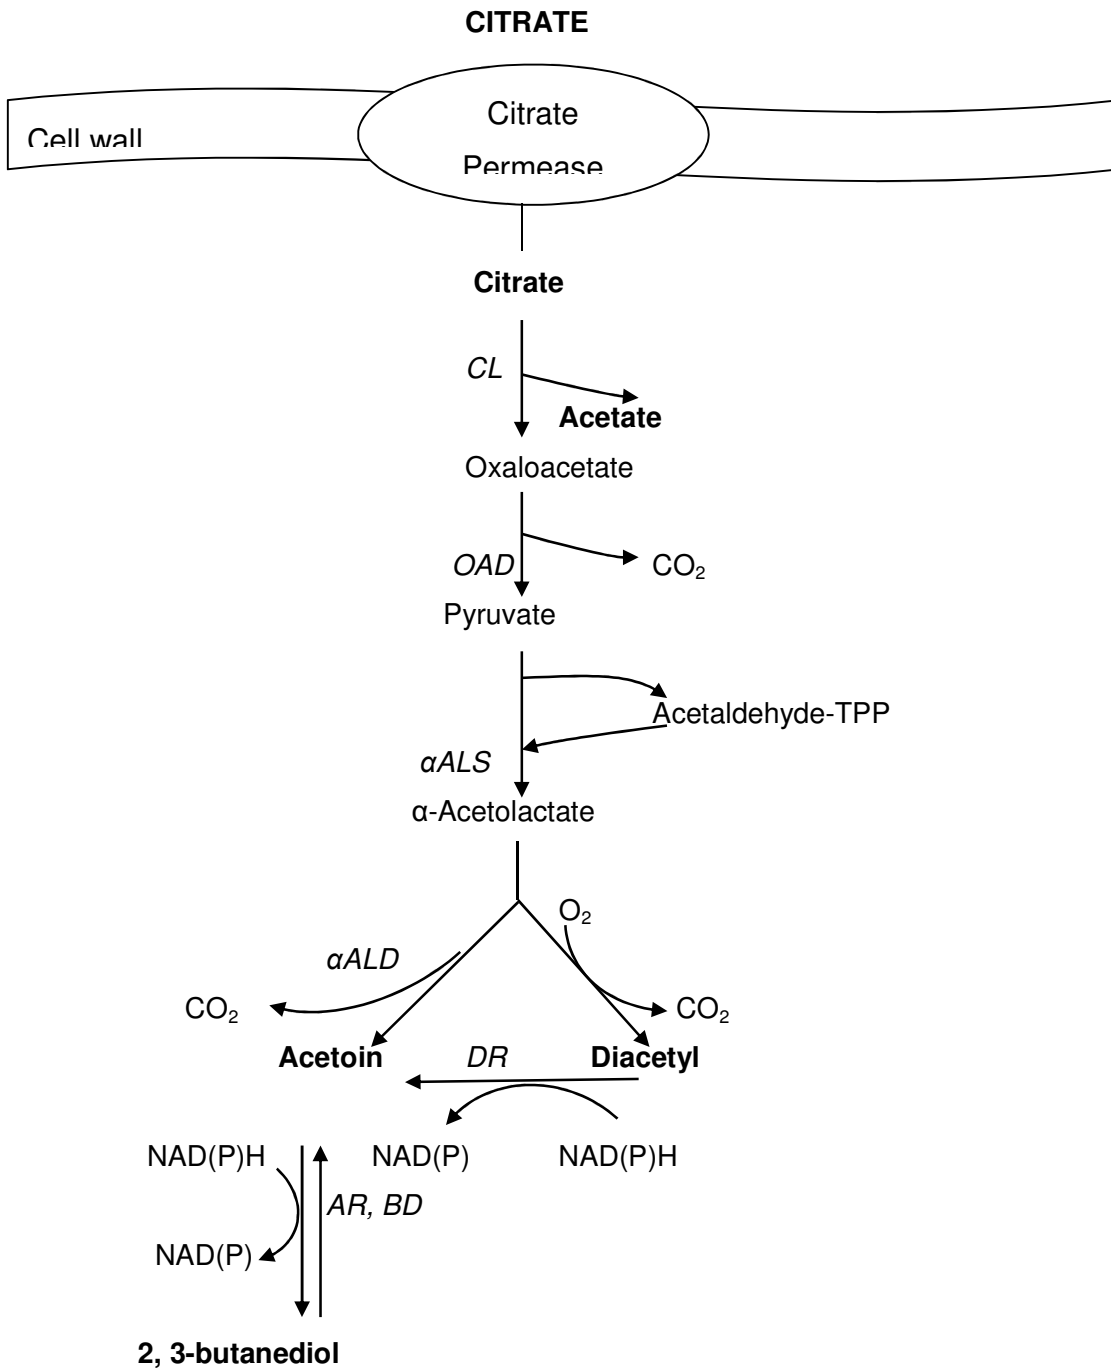 CITRATE
Citrate
Cell wall
Permease
Citrate
CL
Acetate
Oxaloacetate
OAD
CO₂
Pyruvate
Acetaldehyde-TPP
αALS
α-Acetolactate
O₂
αALD
CO₂
CO₂
Acetoin
DR
Diacetyl
NAD(P)H
NAD(P)
NAD(P)H
AR, BD
NAD(P)
2, 3-butanediol